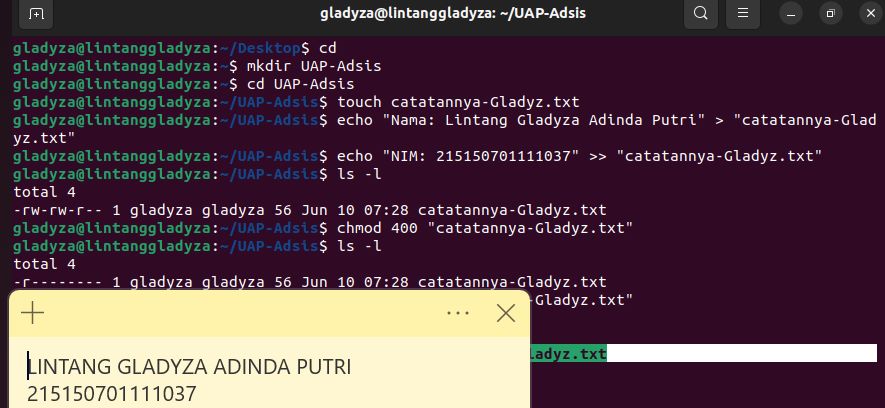 gladyza@lintanggladyza: ~/UAP-Adsis
gladyza@lintanggladyza:~/Desktop$ cd
gladyza@lintanggladyza:~$ mkdir UAP-Adsis
gladyza@lintanggladyza:~$ cd UAP-Adsis
gladyza@lintanggladyza:~/UAP-Adsis$ touch catatannya-Gladyz.txt
gladyza@lintanggladyza:~/UAP-Adsis$ echo "Nama: Lintang Gladyza Adinda Putri" > "catatannya-Glad
yz.txt"
gladyza@lintanggladyza:~/UAP-Adsis$ echo "NIM: 215150701111037" >> "catatannya-Gladyz.txt"
gladyza@lintanggladyza:~/UAP-Adsis$ ls -l
total 4
-rw-rw-r-- 1 gladyza gladyza 56 Jun 10 07:28 catatannya-Gladyz.txt
gladyza@lintanggladyza:~/UAP-Adsis$ chmod 400 "catatannya-Gladyz.txt"
gladyza@lintanggladyza:~/UAP-Adsis$ ls -l
total 4
-r-------- 1 gladyza gladyza 56 Jun 10 07:28 catatannya-Gladyz.txt
-Gladyz.txt"
ladyz.txt
LINTANG GLADYZA ADINDA PUTRI
215150701111037